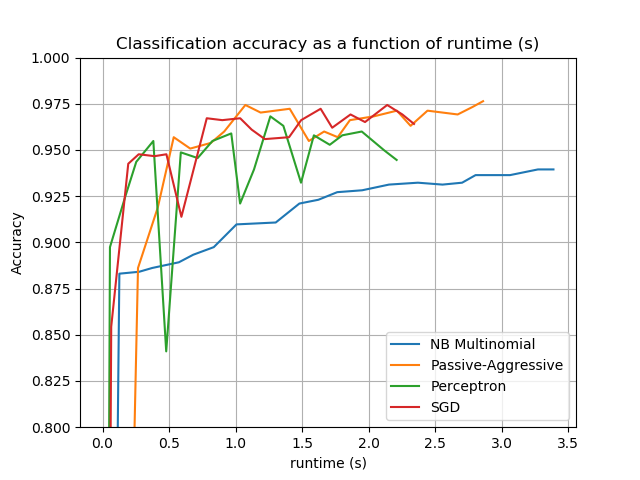 Classification accuracy as a function of runtime (s)
1.000
0.975
0.950
0.925
0.900
0.875
0.850
0.825
0.800
Accuracy
NB Multinomial
Passive-Aggressive
Perceptron
SGD
0.0 0.5 1.0 1.5 2.0 2.5 3.0 3.5
runtime (s)